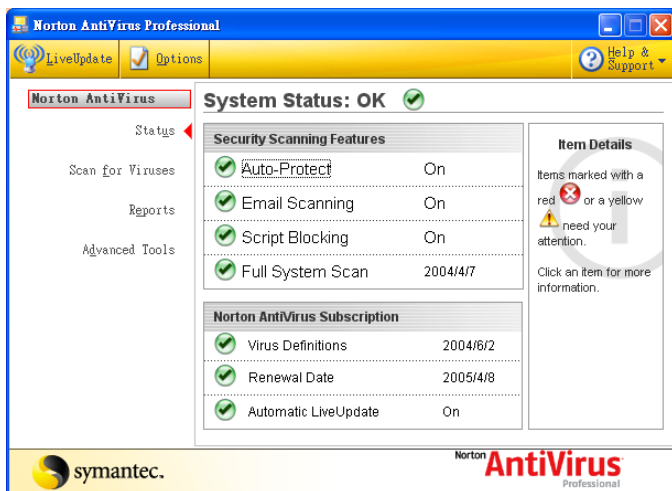 Norton AntiVirus Professional
LiveUpdate
Options
Help &
Support
Norton AntiVirus
Status
Scan for Viruses
Reports
Advanced Tools
System Status: OK
Security Scanning Features
Auto-Protect On
Email Scanning On
Script Blocking On
Full System Scan 2004/4/7
Norton AntiVirus Subscription
Virus Definitions 2004/6/2
Renewal Date 2005/4/8
Automatic LiveUpdate On
Item Details
Items marked with a
red or a yellow
need your
attention.
Click an item for more
information.
symantec.
Norton AntiVirus
Professional